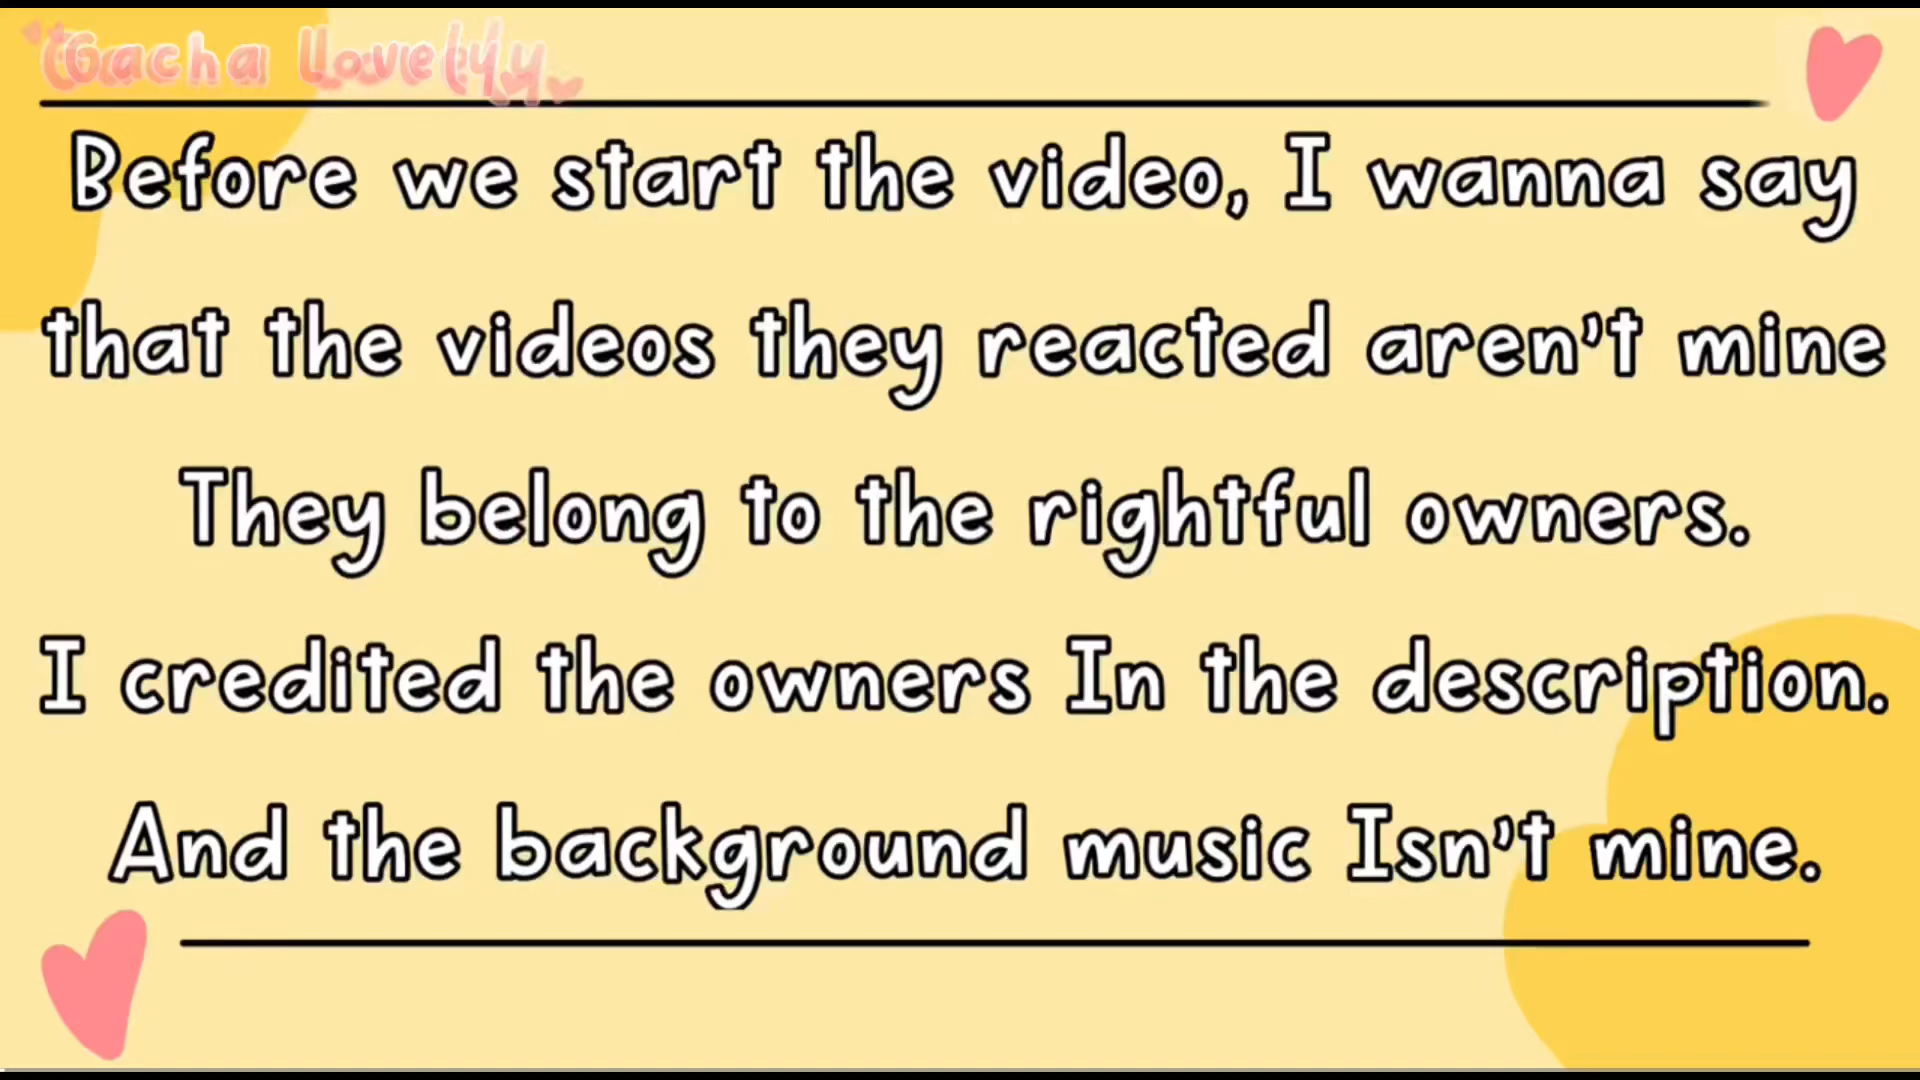 Gacha Lovely
Before we start the video, I wanna say
that the videos they reacted aren't mine
They belong to the rightful owners.
I credited the owners In the description.
And the background music Isn't mine.